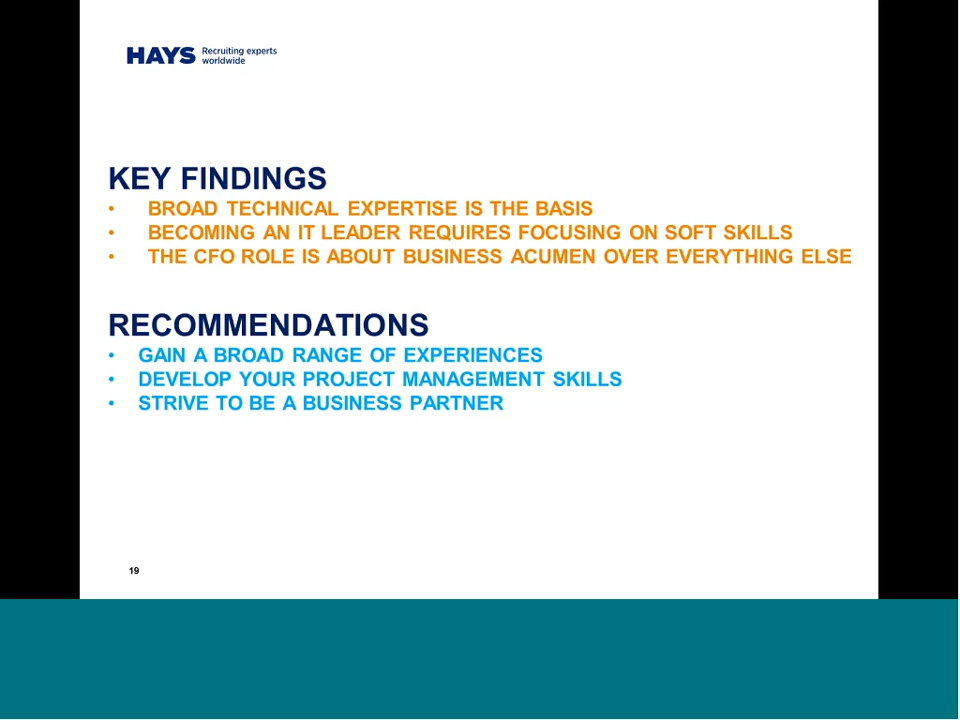 HAYS Recruiting experts
worldwide
KEY FINDINGS
• BROAD TECHNICAL EXPERTISE IS THE BASIS
• BECOMING AN IT LEADER REQUIRES FOCUSING ON SOFT SKILLS
• THE CFO ROLE IS ABOUT BUSINESS ACUMEN OVER EVERYTHING ELSE
RECOMMENDATIONS
• GAIN A BROAD RANGE OF EXPERIENCES
• DEVELOP YOUR PROJECT MANAGEMENT SKILLS
• STRIVE TO BE A BUSINESS PARTNER
19